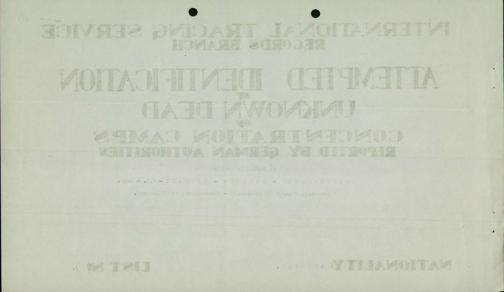 INTERNATIONAL TRACING SERVICE
RECORDS BRANCH
ATTEMPTED IDENTIFICATION
OF
UNKNOWN DEAD
OF
CONCENTRATION CAMPS
REPORTED BY GERMAN AUTHORITIES
NATIONALITY
LIST No